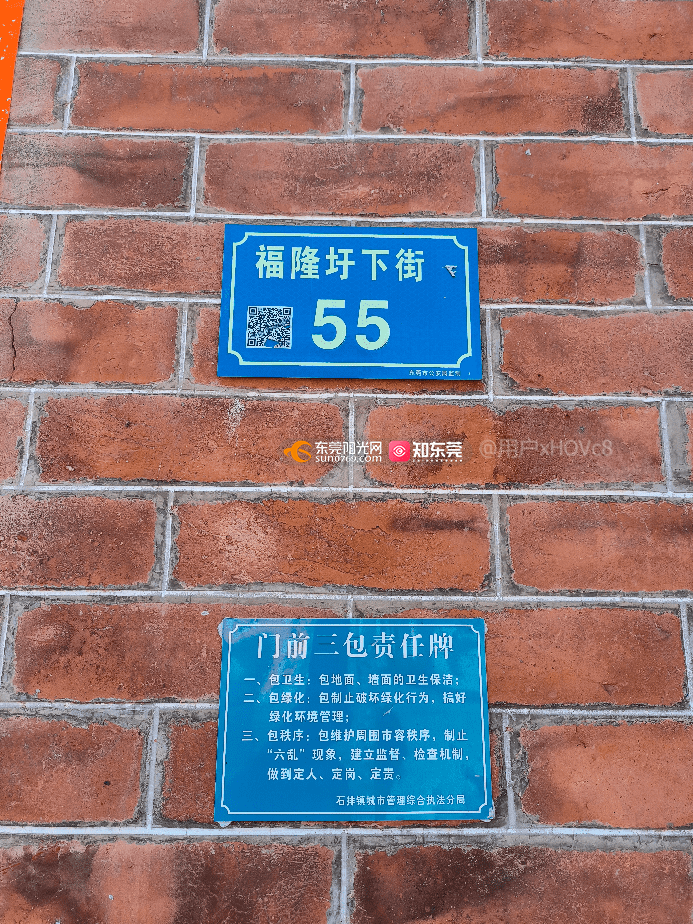 福隆圩下街
55
东莞市公安局监制
东莞阳光网
sun0769.com
知东莞
@用户xHOVc8
门前三包责任牌
一、包卫生：包地面、墙面的卫生保洁；
二、包绿化：包制止破坏绿化行为，搞好
绿化环境管理；
三、包秩序：包维护周围市容秩序，制止
“六乱”现象，建立监督、检查机制，
做到定人、定岗、定责。
石排镇城市管理综合执法分局